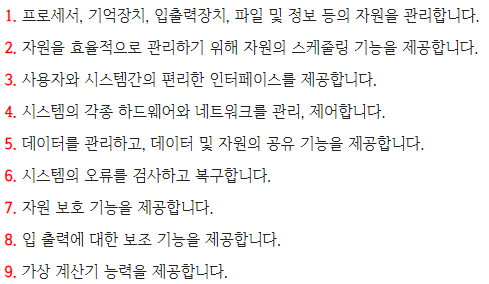 1. 프로세서, 기억장치, 입출력장치, 파일 및 정보 등의 자원을 관리합니다.
2. 자원을 효율적으로 관리하기 위해 자원의 스케줄링 기능을 제공합니다.
3. 사용자와 시스템간의 편리한 인터페이스를 제공합니다.
4. 시스템의 각종 하드웨어와 네트워크를 관리, 제어합니다.
5. 데이터를 관리하고, 데이터 및 자원의 공유 기능을 제공합니다.
6. 시스템의 오류를 검사하고 복구합니다.
7. 자원 보호 기능을 제공합니다.
8. 입 출력에 대한 보조 기능을 제공합니다.
9. 가상 계산기 능력을 제공합니다.